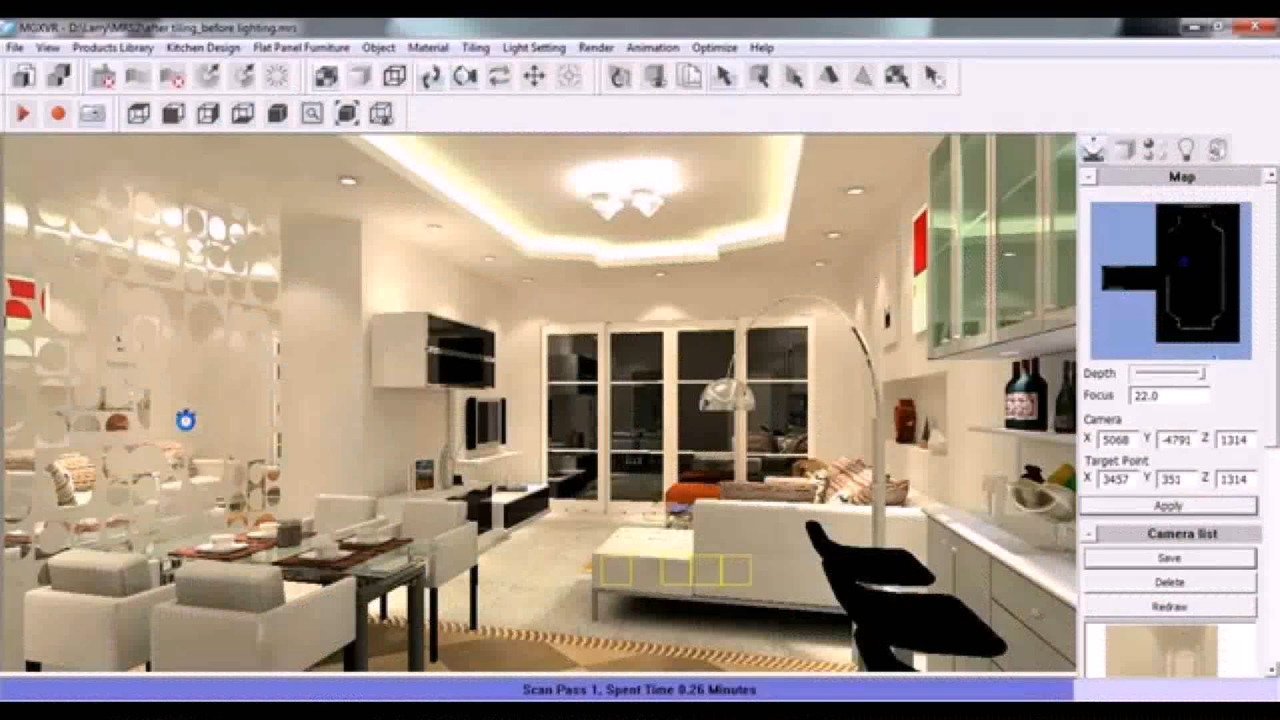 MGXVR - D:\Larry\MRS2\after tiling_before lighting.mrs
File View Products Library Kitchen Design Flat Panel Furniture Object Material Tiling Light Setting Render Animation Optimize Help
Map
Depth
Focus 22.0
Camera
X 5068 Y -4791 Z 1314
Target Point
X 3457 Y 351 Z 1314
Apply
Camera list
Save
Delete
Redraw
Scan Pass 1, Spent Time 0.26 Minutes